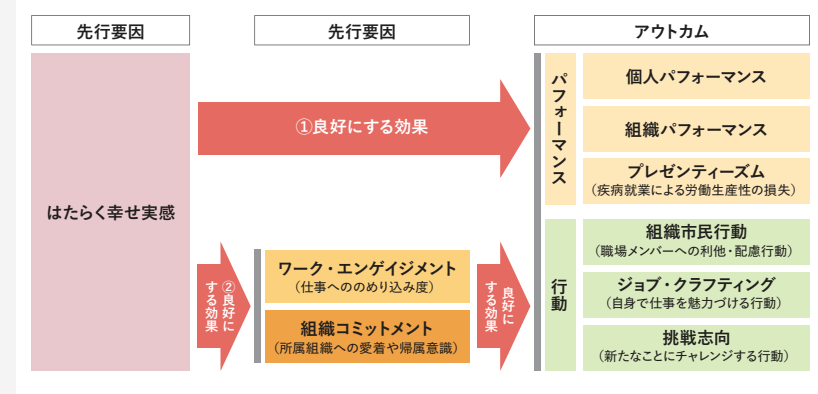 先行要因
先行要因
アウトカム
はたらく幸せ実感
①良好にする効果
②良好に
する効果
ワーク・エンゲイジメント
(仕事へののめり込み度)
組織コミットメント
(所属組織への愛着や帰属意識)
良好に
する効果
パフォーマンス
個人パフォーマンス
組織パフォーマンス
プレゼンティーズム
(疾病就業による労働生産性の損失)
行動
組織市民行動
(職場メンバーへの利他・配慮行動)
ジョブ・クラフティング
(自身で仕事を魅力づける行動)
挑戦志向
(新たなことにチャレンジする行動)